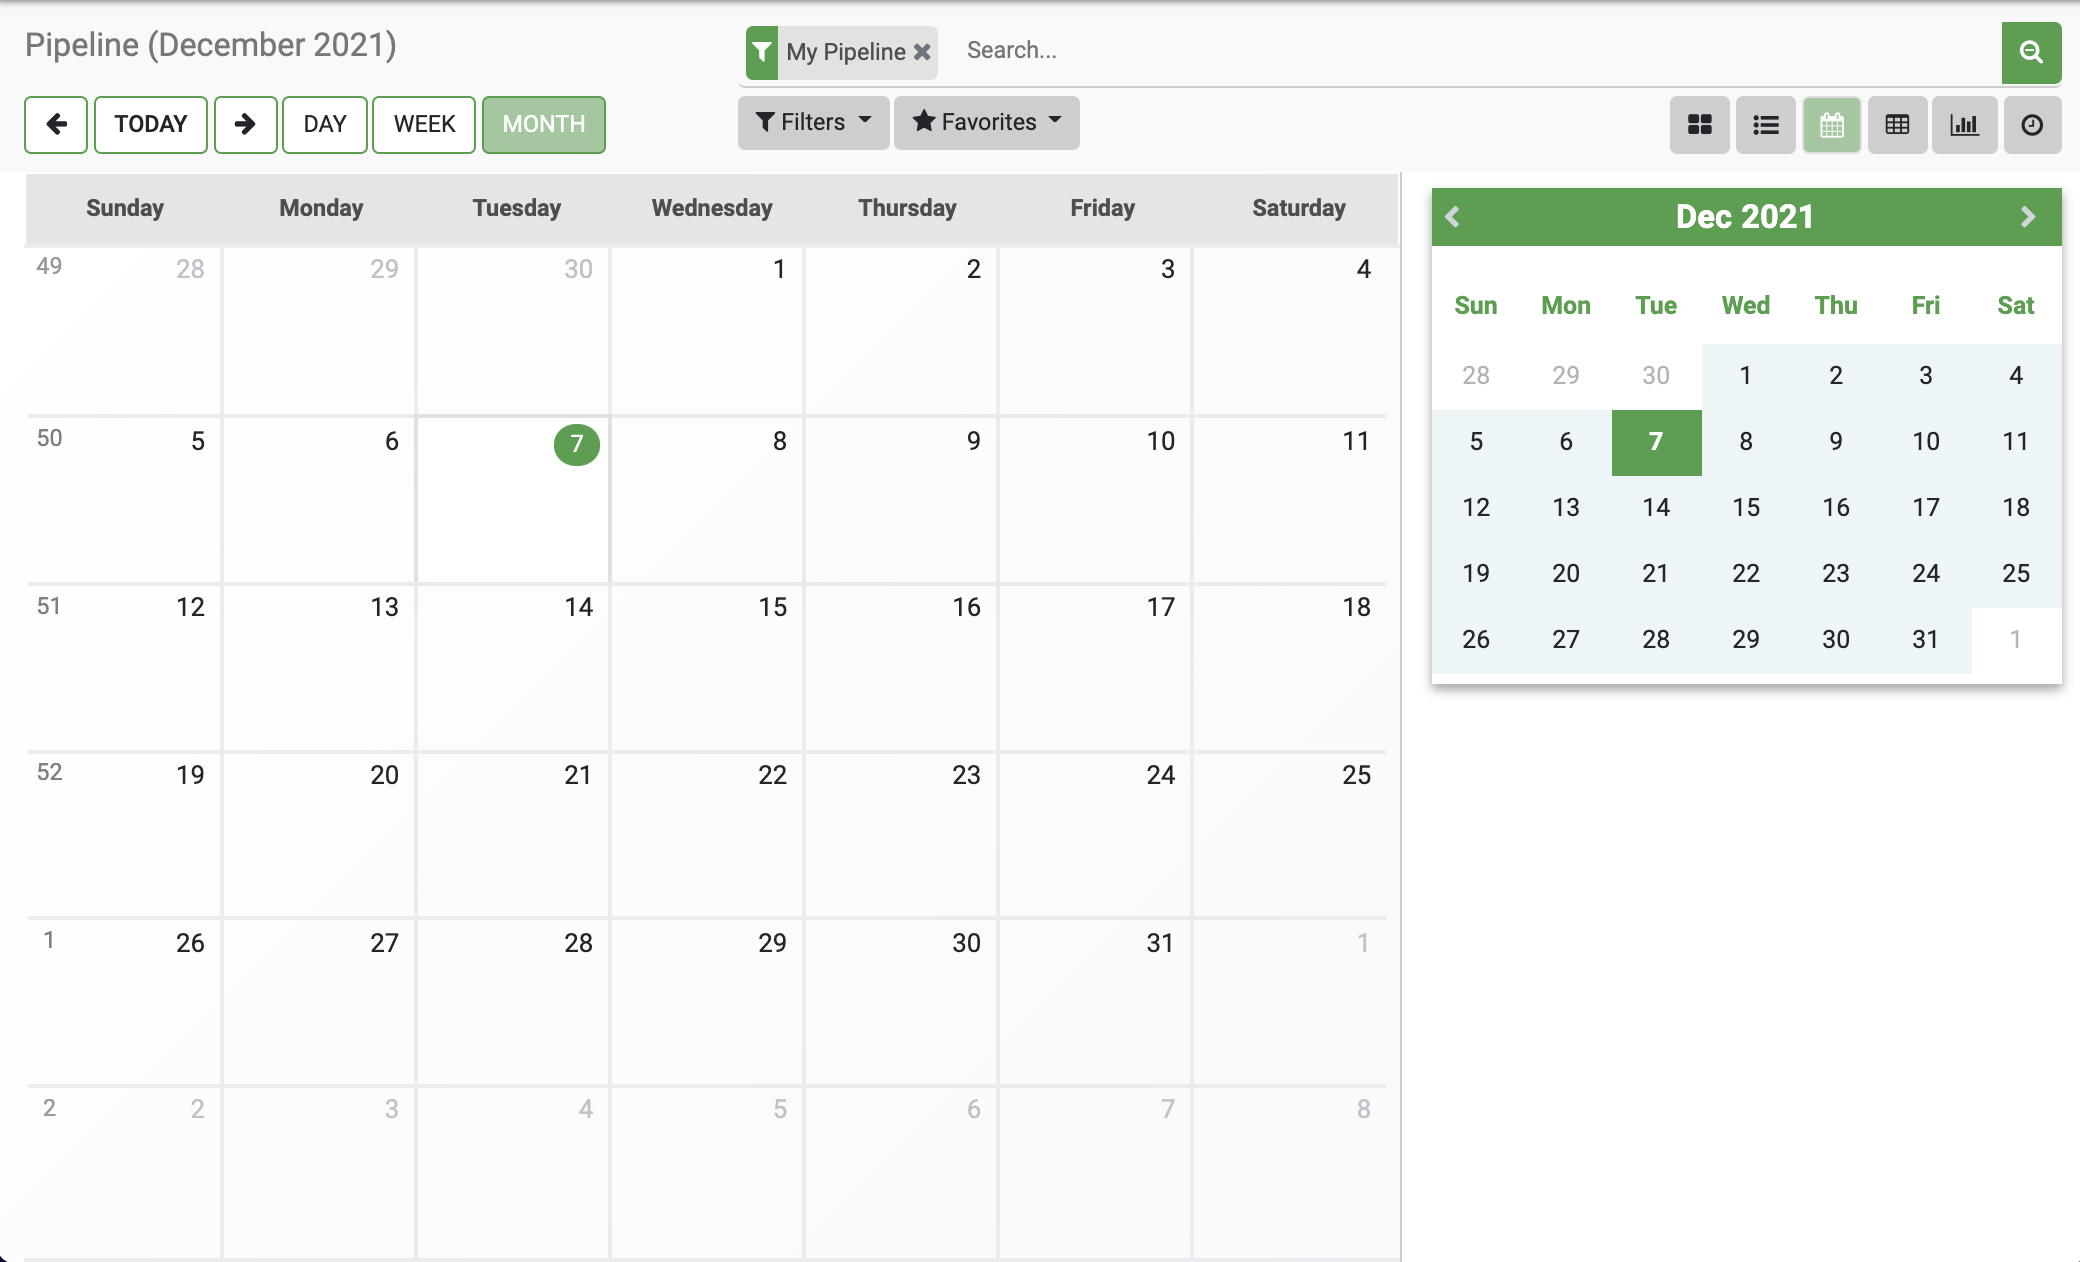 Pipeline (December 2021)
My Pipeline Search...
TODAY DAY WEEK MONTH
Filters Favorites
Sunday Monday Tuesday Wednesday Thursday Friday Saturday
49 28 29 30 1 2 3 4
50 5 6 7 8 9 10 11
51 12 13 14 15 16 17 18
52 19 20 21 22 23 24 25
1 26 27 28 29 30 31 1
2 2 3 4 5 6 7 8
Dec 2021
Sun Mon Tue Wed Thu Fri Sat
28 29 30 1 2 3 4
5 6 7 8 9 10 11
12 13 14 15 16 17 18
19 20 21 22 23 24 25
26 27 28 29 30 31 1